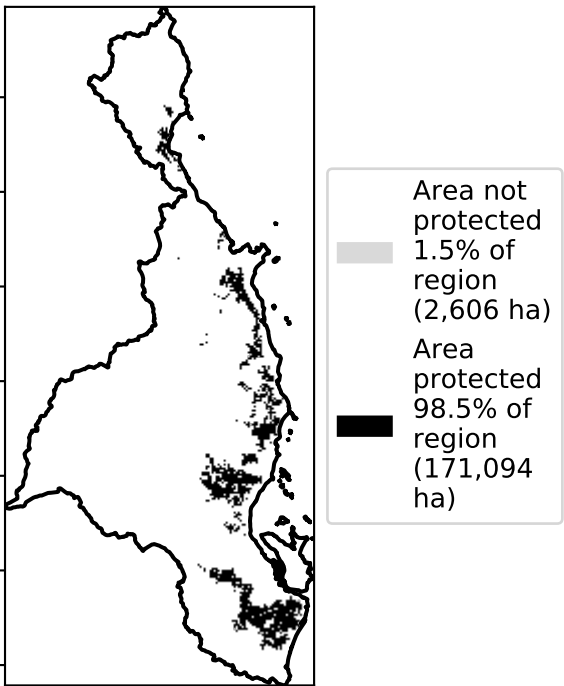 Area not
protected
1.5% of
region
(2,606 ha)
Area
protected
98.5% of
region
(171,094
ha)